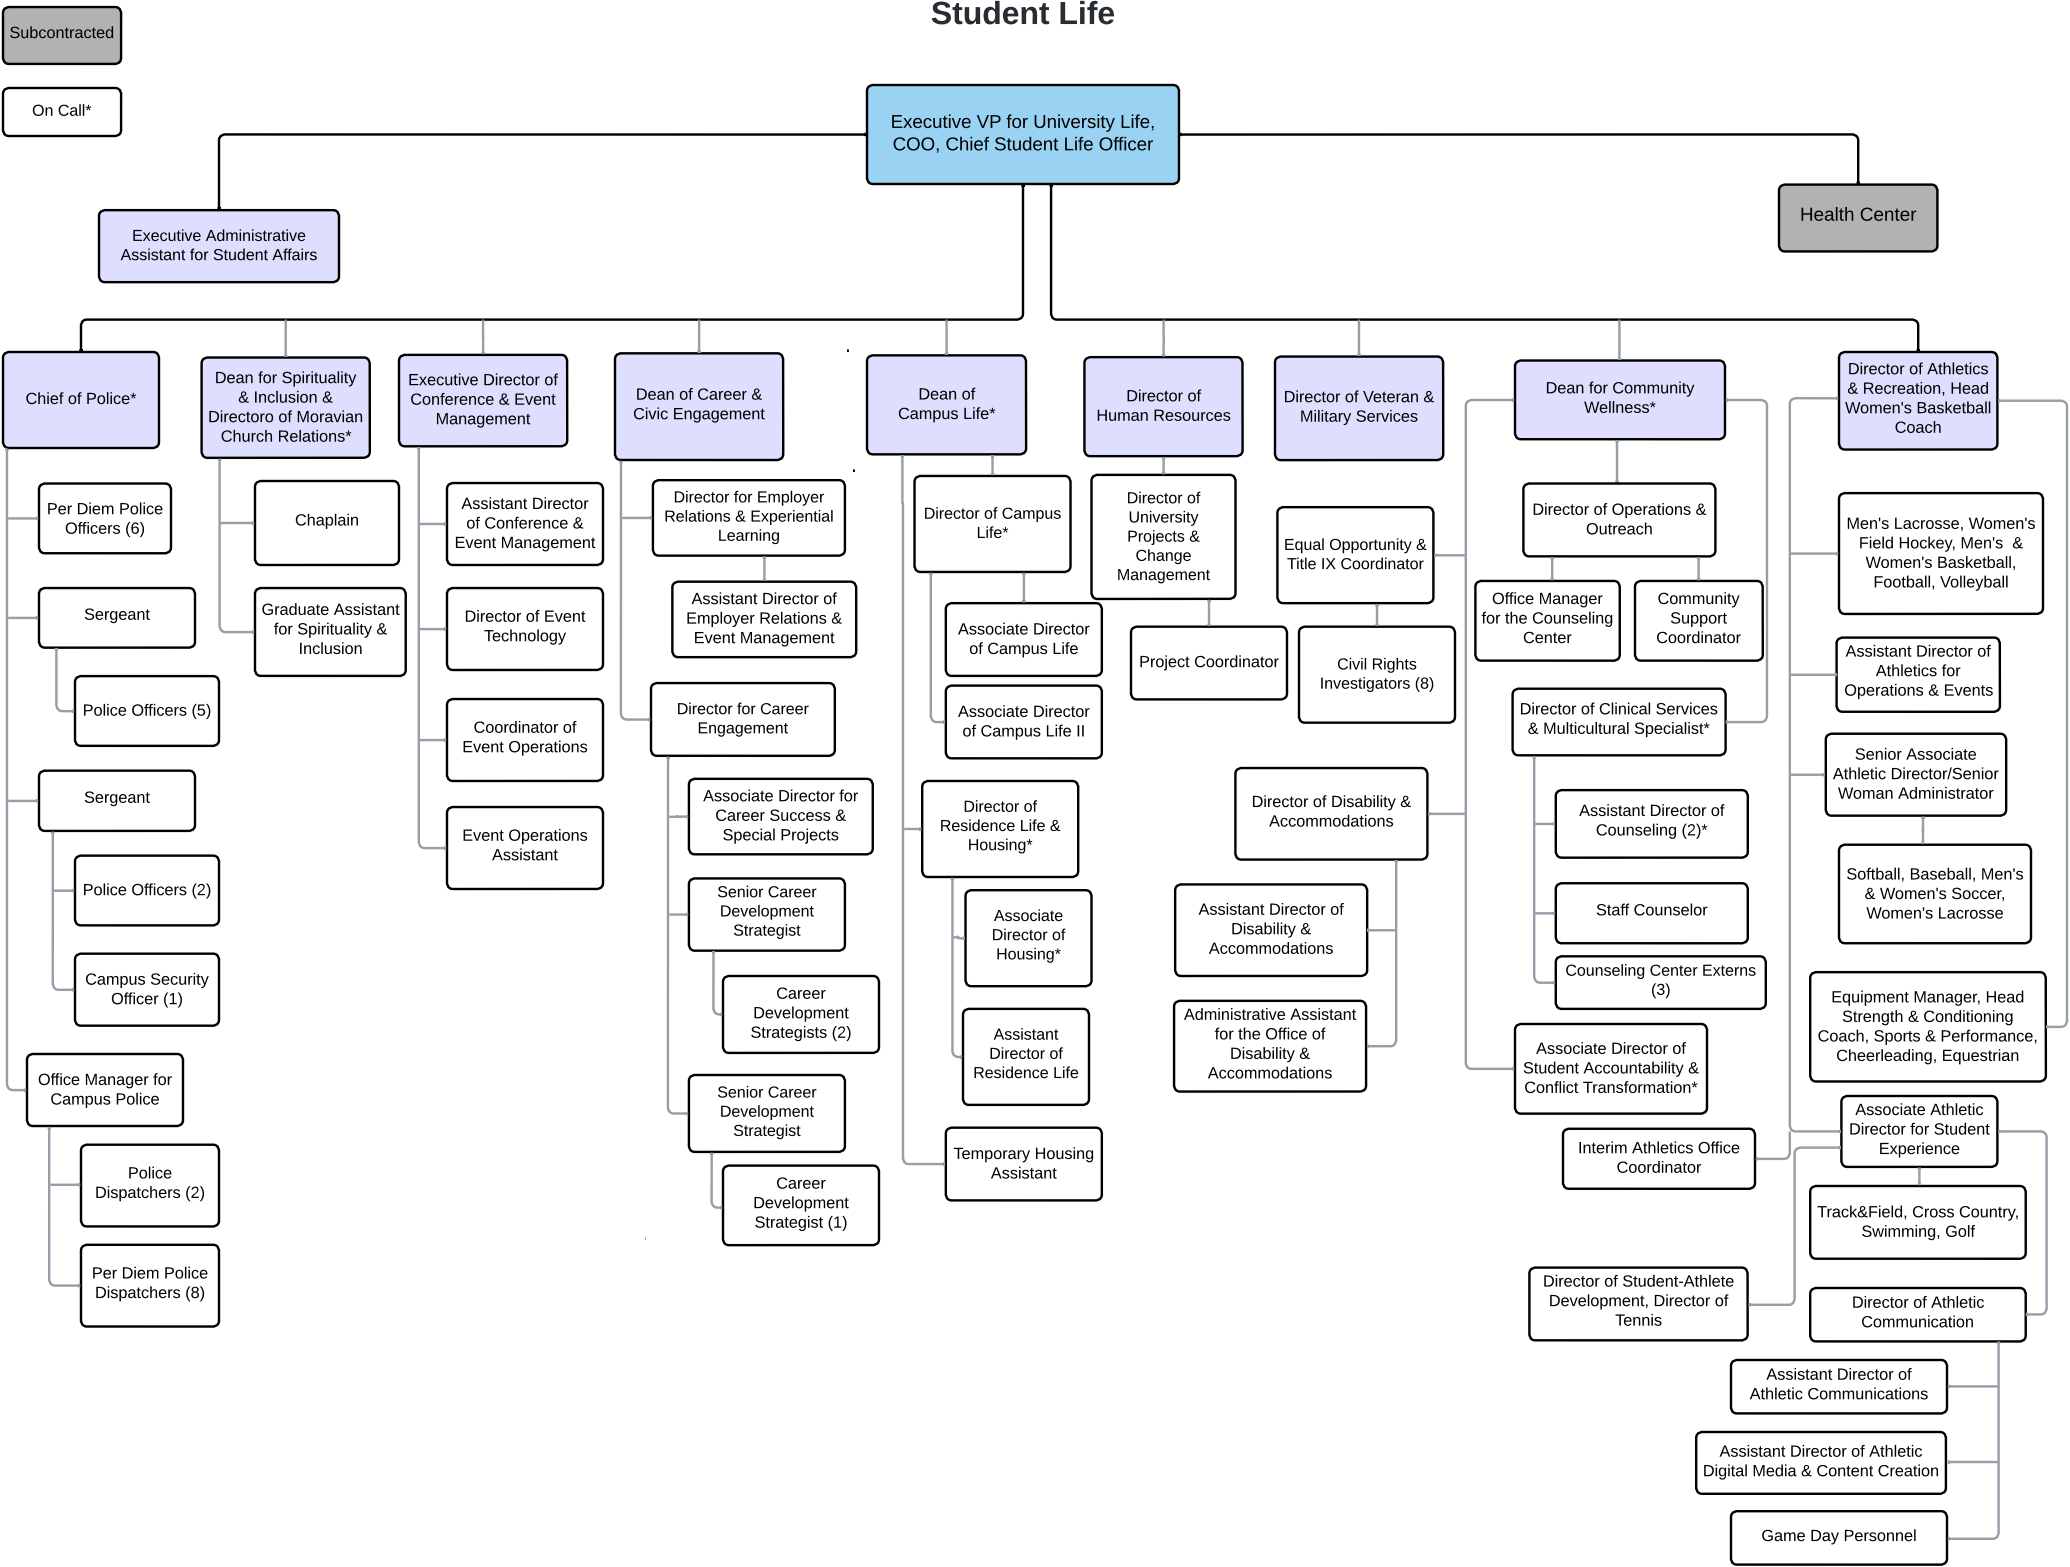 Student Life
Subcontracted
On Call*
Executive VP for University Life,
COO, Chief Student Life Officer
Executive Administrative
Assistant for Student Affairs
Health Center
Chief of Police*
Per Diem Police
Officers (6)
Sergeant
Police Officers (5)
Sergeant
Police Officers (2)
Campus Security
Officer (1)
Office Manager for
Campus Police
Police
Dispatchers (2)
Per Diem Police
Dispatchers (8)
Dean for Spirituality
& Inclusion &
Directoro of Moravian
Church Relations*
Chaplain
Graduate Assistant
for Spirituality &
Inclusion
Executive Director of
Conference & Event
Management
Assistant Director
of Conference &
Event Management
Director of Event
Technology
Coordinator of
Event Operations
Event Operations
Assistant
Dean of Career &
Civic Engagement
Director for Employer
Relations & Experiential
Learning
Assistant Director of
Employer Relations &
Event Management
Director for Career
Engagement
Associate Director for
Career Success &
Special Projects
Senior Career
Development
Strategist
Career
Development
Strategists (2)
Senior Career
Development
Strategist
Career
Development
Strategist (1)
Dean of
Campus Life*
Director of Campus
Life*
Associate Director
of Campus Life
Associate Director
of Campus Life II
Director of
Residence Life &
Housing*
Associate
Director of
Housing*
Assistant
Director of
Residence Life
Temporary Housing
Assistant
Director of
Human Resources
Director of
University
Projects &
Change
Management
Project Coordinator
Director of Veteran &
Military Services
Dean for Community
Wellness*
Equal Opportunity &
Title IX Coordinator
Civil Rights
Investigators (8)
Director of Disability &
Accommodations
Assistant Director of
Disability &
Accommodations
Administrative Assistant
for the Office of
Disability &
Accommodations
Director of Operations &
Outreach
Office Manager
for the Counseling
Center
Community
Support
Coordinator
Director of Clinical Services
& Multicultural Specialist*
Assistant Director of
Counseling (2)*
Staff Counselor
Counseling Center Externs
(3)
Associate Director of
Student Accountability &
Conflict Transformation*
Director of Athletics
& Recreation, Head
Women's Basketball
Coach
Men's Lacrosse, Women's
Field Hockey, Men's  &
Women's Basketball,
Football, Volleyball
Assistant Director of
Athletics for
Operations & Events
Senior Associate
Athletic Director/Senior
Woman Administrator
Softball, Baseball, Men's
& Women's Soccer,
Women's Lacrosse
Equipment Manager, Head
Strength & Conditioning
Coach, Sports & Performance,
Cheerleading, Equestrian
Associate Athletic
Director for Student
Experience
Interim Athletics Office
Coordinator
Track&Field, Cross Country,
Swimming, Golf
Director of Student-Athlete
Development, Director of
Tennis
Director of Athletic
Communication
Assistant Director of
Athletic Communications
Assistant Director of Athletic
Digital Media & Content Creation
Game Day Personnel